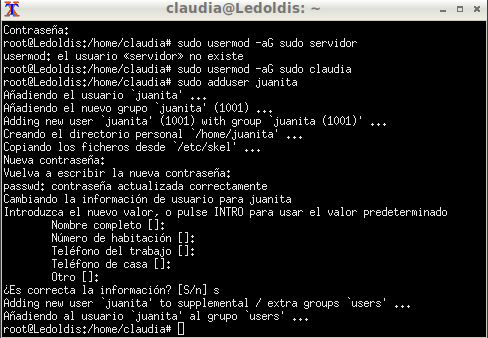 claudia@Ledoldis: ~
Contraseña:
root@Ledoldis:/home/claudia# sudo usermod -aG sudo servidor
usermod: el usuario «servidor» no existe
root@Ledoldis:/home/claudia# sudo usermod -aG sudo claudia
root@Ledoldis:/home/claudia# sudo adduser juanita
Añadiendo el usuario `juanita' ...
Añadiendo el nuevo grupo `juanita' (1001) ...
Adding new user `juanita' (1001) with group `juanita (1001)' ...
Creando el directorio personal `/home/juanita' ...
Copiando los ficheros desde `/etc/skel' ...
Nueva contraseña:
Vuelva a escribir la nueva contraseña:
passwd: contraseña actualizada correctamente
Cambiando la información de usuario para juanita
Introduzca el nuevo valor, o pulse INTRO para usar el valor predeterminado
Nombre completo []:
Número de habitación []:
Teléfono del trabajo []:
Teléfono de casa []:
Otro []:
¿Es correcta la información? [S/n] s
Adding new user `juanita' to supplemental / extra groups `users' ...
Añadiendo al usuario `juanita' al grupo `users' ...
root@Ledoldis:/home/claudia#